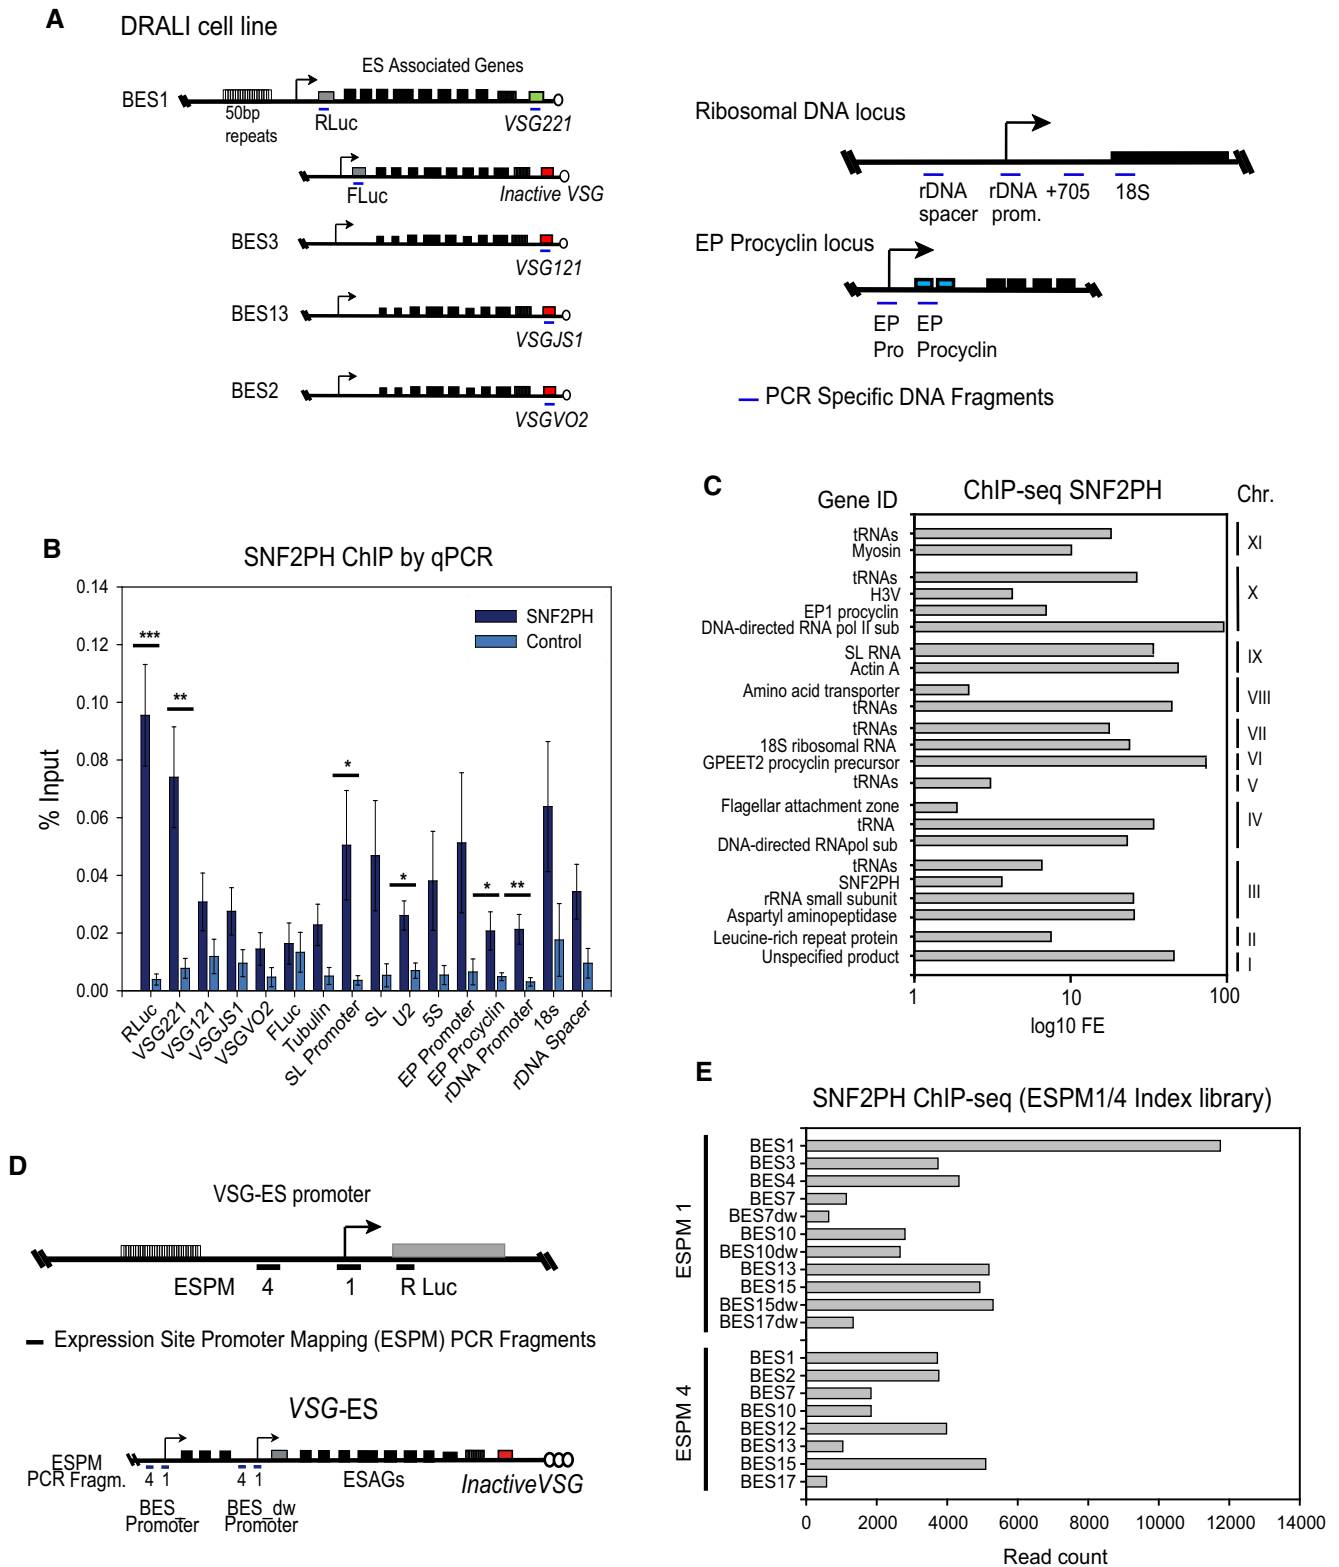 A
DRALI cell line
ES Associated Genes
BES1
50bp
repeats
RLuc
VSG221
FLuc
Inactive VSG
BES3
VSG121
BES13
VSGJS1
BES2
VSGVO2
Ribosomal DNA locus
rDNA spacer
rDNA prom.
+705
18S
EP Procyclin locus
EP Pro
EP Procyclin
PCR Specific DNA Fragments
B
SNF2PH ChIP by qPCR
% Input
0.14
0.12
0.10
0.08
0.06
0.04
0.02
0.00
SNF2PH
Control
***
**
*
*
*
**
RLuc
VSG221
VSG121
VSGJS1
VSGVO2
FLuc
Tubulin
SL Promoter
SL
U2
5S
EP Promoter
EP Procyclin
rDNA Promoter
18s
rDNA Spacer
C
Gene ID
ChIP-seq SNF2PH
Chr.
tRNAs
Myosin
XI
tRNAs
H3V
EP1 procyclin
DNA-directed RNA pol II sub
X
SL RNA
Actin A
IX
Amino acid transporter
tRNAs
VIII
tRNAs
18S ribosomal RNA
VII
GPEET2 procyclin precursor
VI
tRNAs
V
Flagellar attachment zone
tRNA
DNA-directed RNApol sub
IV
tRNAs
SNF2PH
rRNA small subunit
Aspartyl aminopeptidase
III
Leucine-rich repeat protein
II
Unspecified product
I
1
10
100
log10 FE
D
VSG-ES promoter
ESPM
4
1
R Luc
Expression Site Promoter Mapping (ESPM) PCR Fragments
VSG-ES
ESPM
PCR Fragm.
4 1
4 1
ESAGs
InactiveVSG
BES_
Promoter
BES_dw
Promoter
E
SNF2PH ChIP-seq (ESPM1/4 Index library)
ESPM 1
BES1
BES3
BES4
BES7
BES7dw
BES10
BES10dw
BES13
BES15
BES15dw
BES17dw
ESPM 4
BES1
BES2
BES7
BES10
BES12
BES13
BES15
BES17
0
2000
4000
6000
8000
10000
12000
14000
Read count